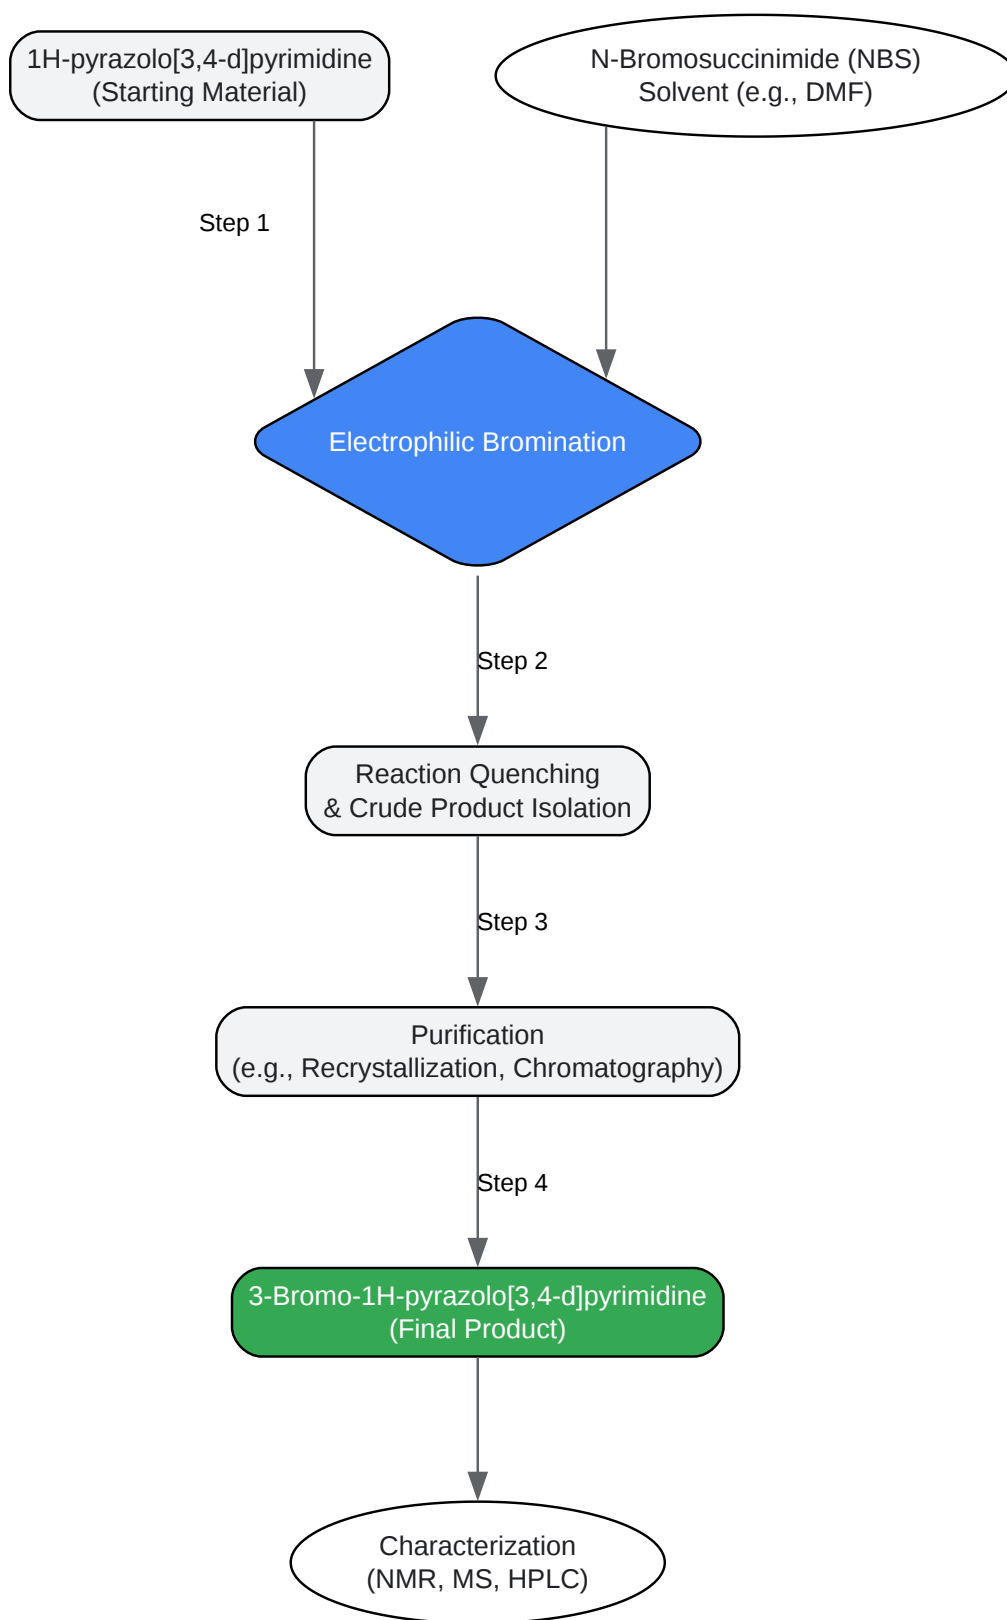 1H-pyrazolo[3,4-d]pyrimidine
(Starting Material)
N-Bromosuccinimide (NBS)
Solvent (e.g., DMF)
Step 1
Electrophilic Bromination
Step 2
Reaction Quenching
& Crude Product Isolation
Step 3
Purification
(e.g., Recrystallization, Chromatography)
Step 4
3-Bromo-1H-pyrazolo[3,4-d]pyrimidine
(Final Product)
Characterization
(NMR, MS, HPLC)